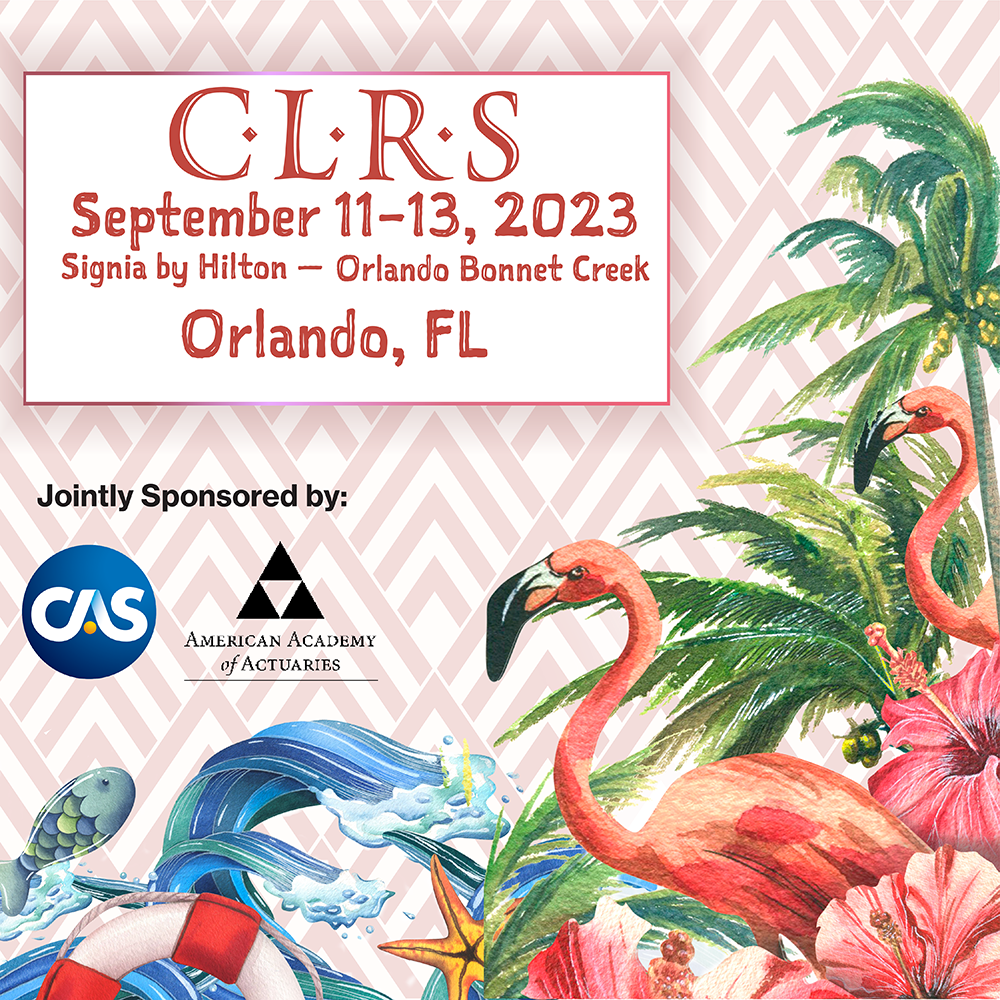 C·L·R·S
September 11–13, 2023
Signia by Hilton — Orlando Bonnet Creek
Orlando, FL
Jointly Sponsored by:
CAS
AMERICAN ACADEMY
of ACTUARIES